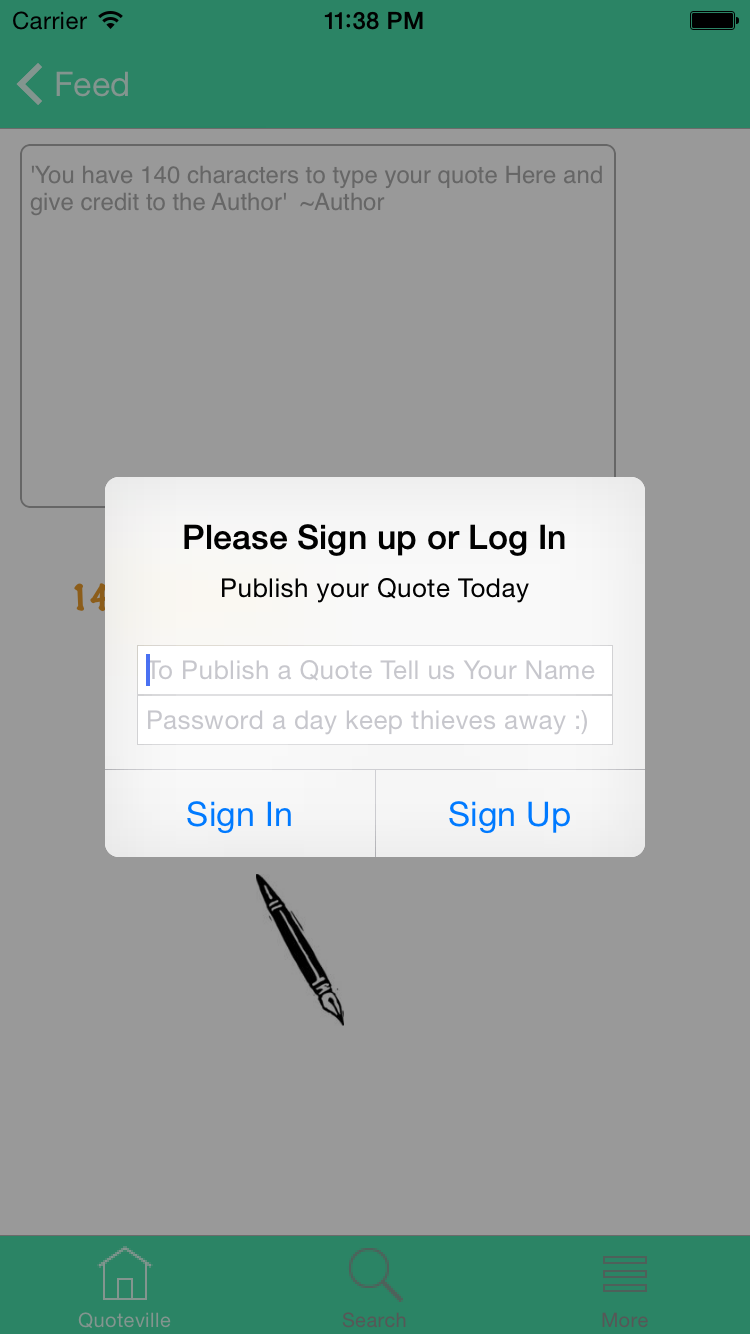 Carrier 11:38 PM
Feed
'You have 140 characters to type your quote Here and
give credit to the Author'  ~Author
14
Please Sign up or Log In
Publish your Quote Today
To Publish a Quote Tell us Your Name
Password a day keep thieves away :)
Sign In Sign Up
Quoteville Search More